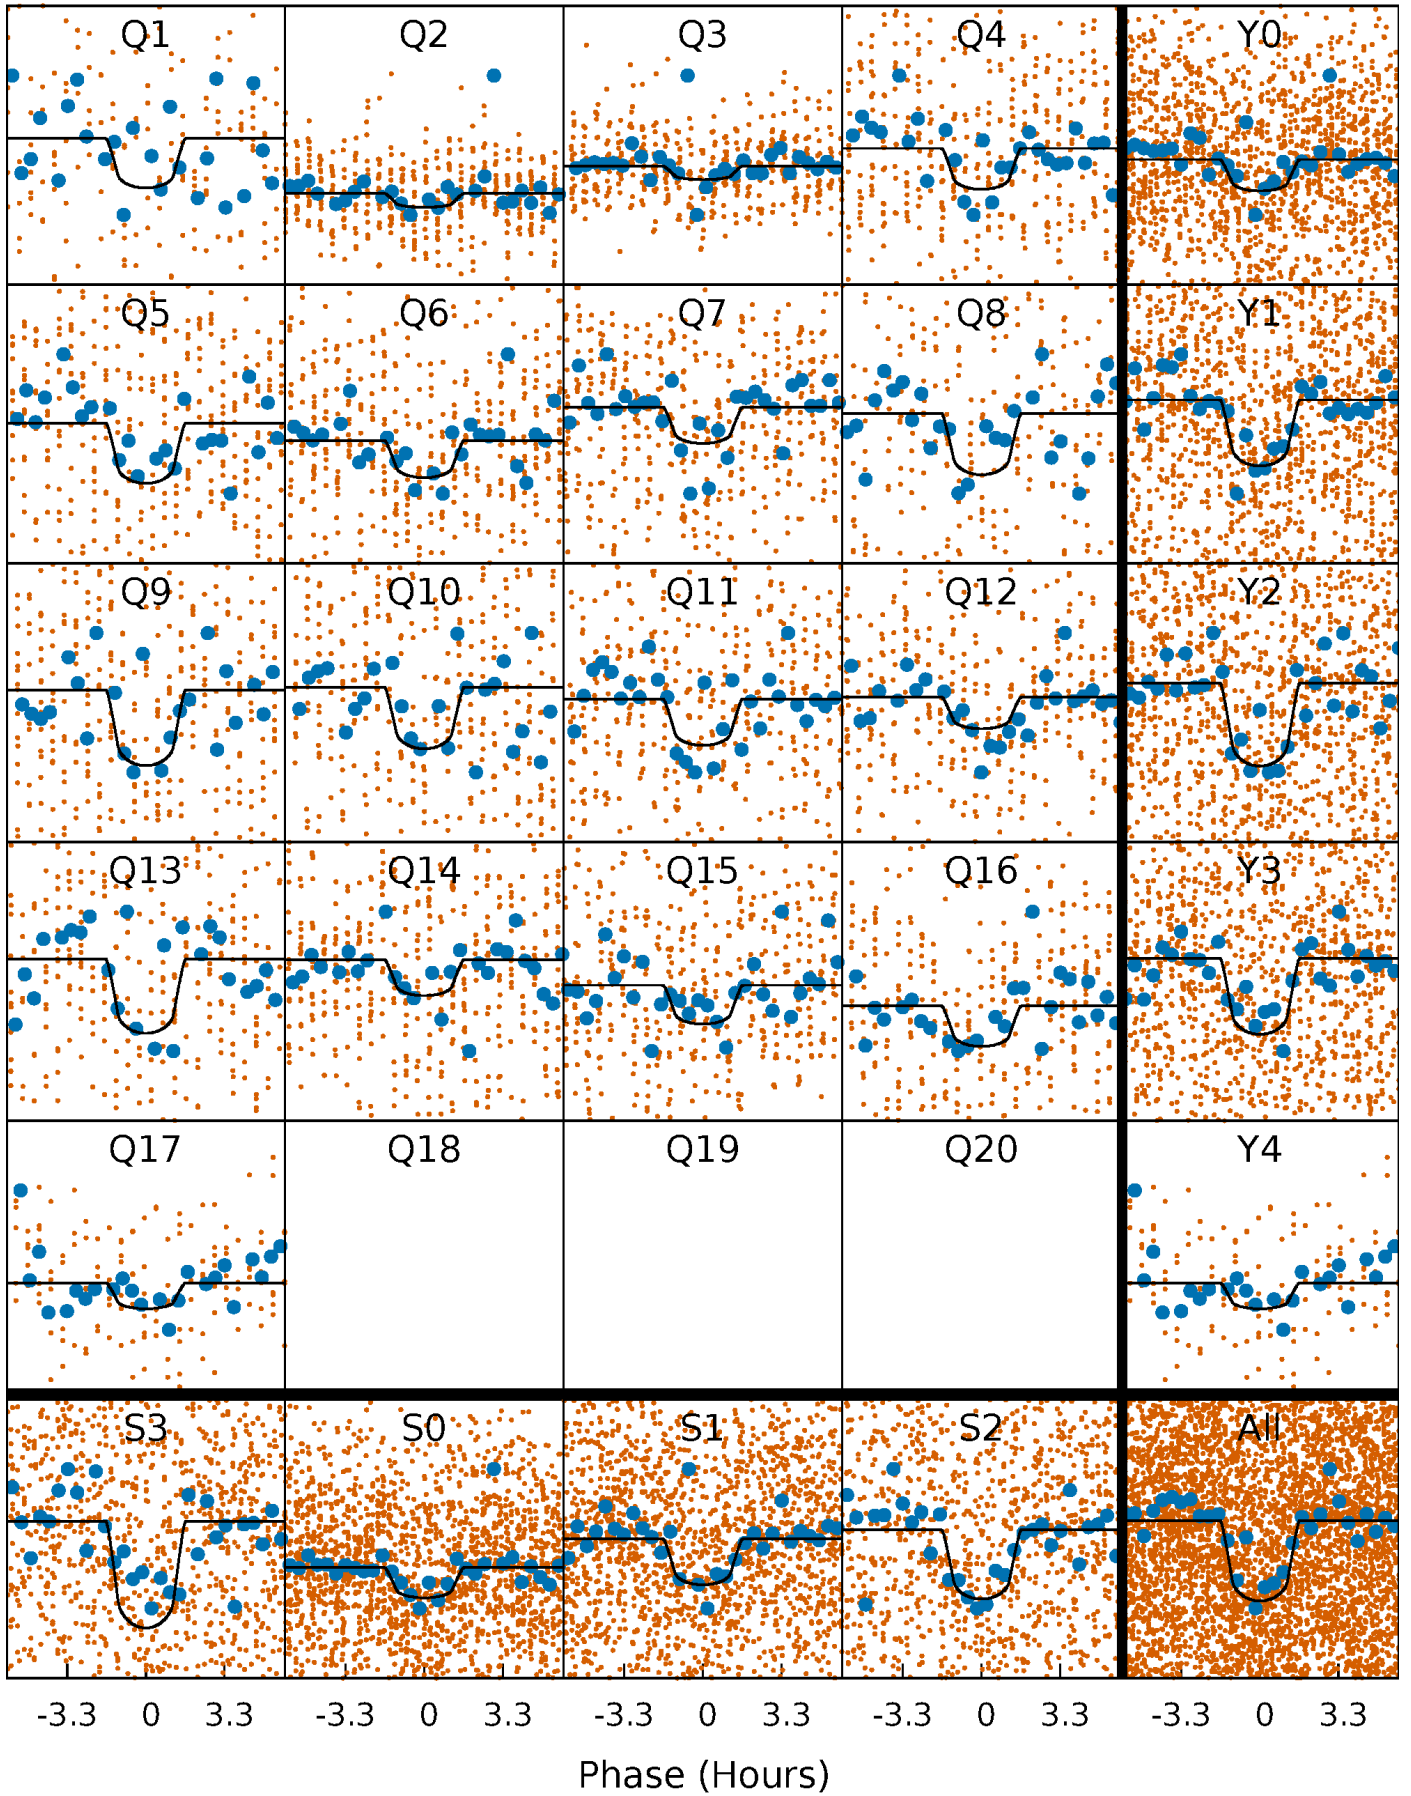 Q1 Q2 Q3 Q4 Y0
Q5 Q6 Q7 Q8 Y1
Q9 Q10 Q11 Q12 Y2
Q13 Q14 Q15 Q16 Y3
Q17 Q18 Q19 Q20 Y4
S3 S0 S1 S2 All
-3.3 0 3.3 -3.3 0 3.3 -3.3 0 3.3 -3.3 0 3.3 -3.3 0 3.3
Phase (Hours)